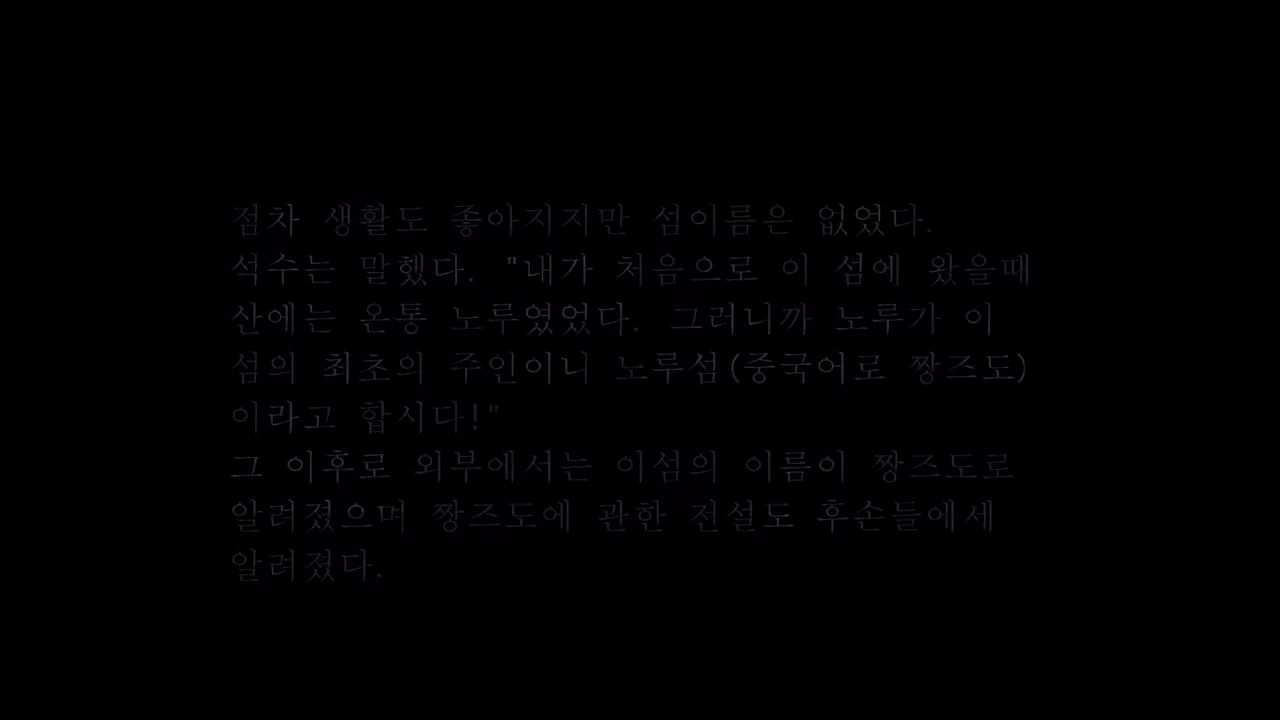 점차 생활도 좋아지지만 섬이름은 없었다.
석수는 말했다. "내가 처음으로 이 섬에 왔을때
산에는 온통 노루였었다. 그러니까 노루가 이
섬의 최초의 주인이니 노루섬(중국어로 짱즈도)
이라고 합시다!"
그 이후로 외부에서는 이섬의 이름이 짱즈도로
알려졌으며 짱즈도에 관한 전설도 후손들에세
알려졌다.